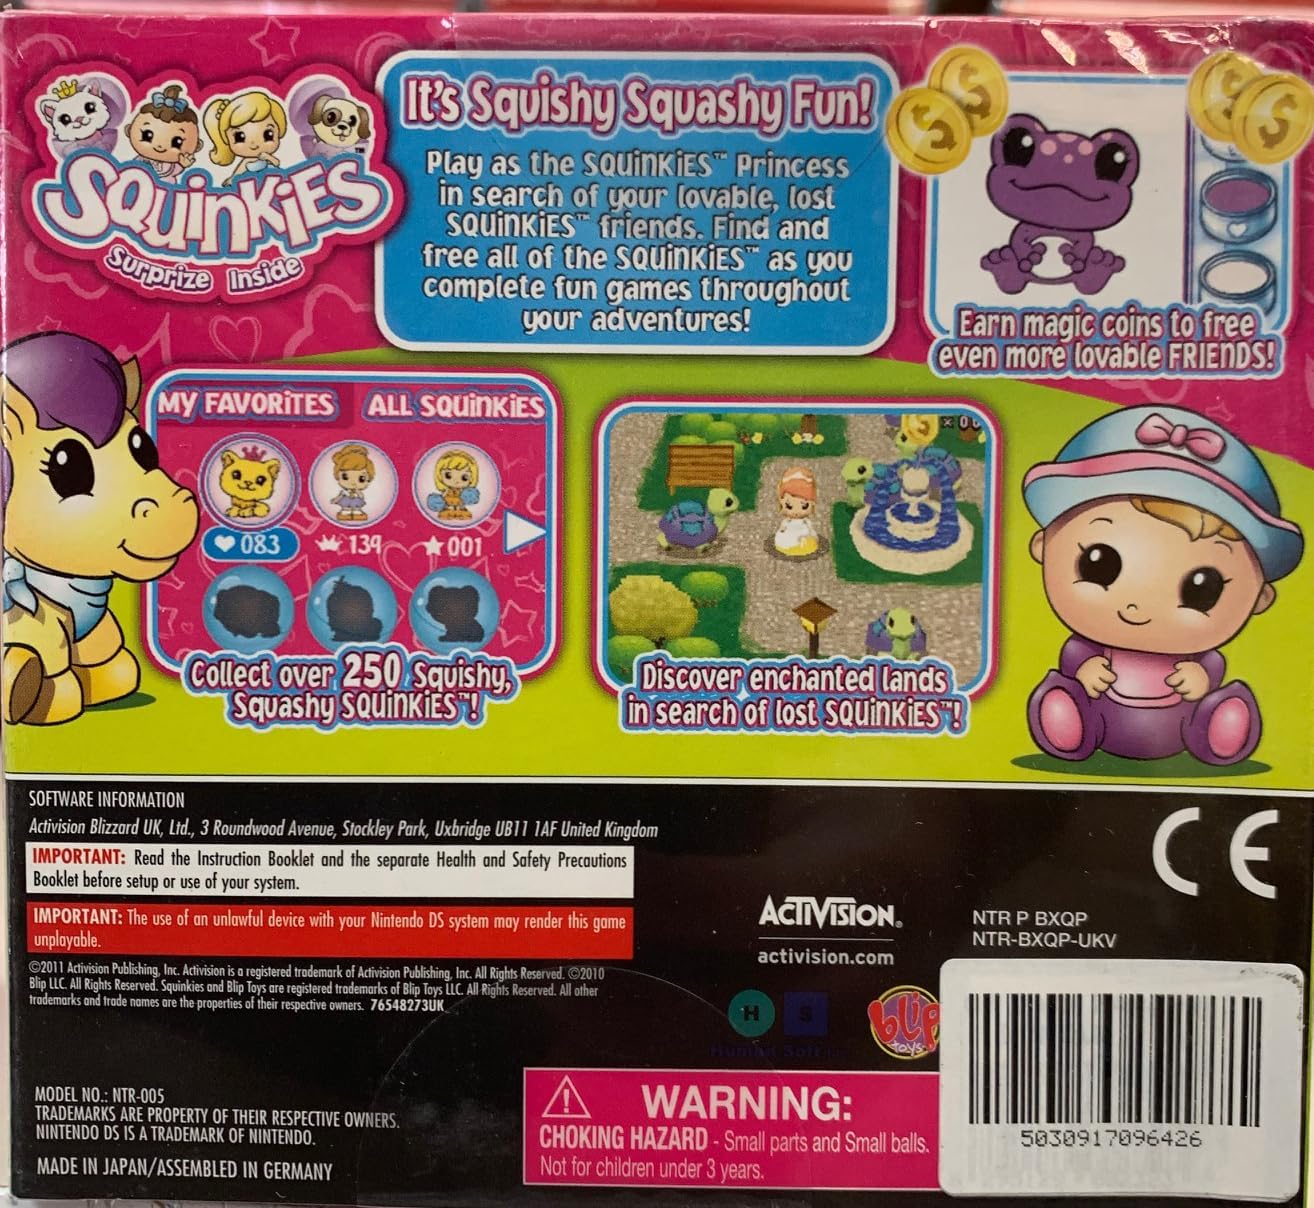 SQUINKIES™
Surprize Inside
It's Squishy Squashy Fun!
Play as the SQUINKIES™ Princess
in search of your lovable, lost
SQUINKIES™ friends. Find and
free all of the SQUINKIES™ as you
complete fun games throughout
your adventures!
Earn magic coins to free
even more lovable FRIENDS!
MY FAVORITES ALL SQUINKIES
083 139 001
Collect over 250 Squishy,
Squashy SQUINKIES™!
Discover enchanted lands
in search of lost SQUINKIES™!
SOFTWARE INFORMATION
Activision Blizzard UK, Ltd., 3 Roundwood Avenue, Stockley Park, Uxbridge UB11 1AF United Kingdom
IMPORTANT: Read the Instruction Booklet and the separate Health and Safety Precautions
Booklet before setup or use of your system.
IMPORTANT: The use of an unlawful device with your Nintendo DS system may render this game
unplayable.
©2011 Activision Publishing, Inc. Activision is a registered trademark of Activision Publishing, Inc. All Rights Reserved. ©2010
Blip LLC. All Rights Reserved. Squinkies and Blip Toys are registered trademarks of Blip Toys LLC. All Rights Reserved. All other
trademarks and trade names are the properties of their respective owners. 76548273UK
CE
ACTIVISION®
activision.com
NTR P BXQP
NTR-BXQP-UKV
H S
Human Soft
blip
toys
MODEL NO.: NTR-005
TRADEMARKS ARE PROPERTY OF THEIR RESPECTIVE OWNERS.
NINTENDO DS IS A TRADEMARK OF NINTENDO.
MADE IN JAPAN/ASSEMBLED IN GERMANY
WARNING:
CHOKING HAZARD - Small parts and Small balls.
Not for children under 3 years.
5030917096426